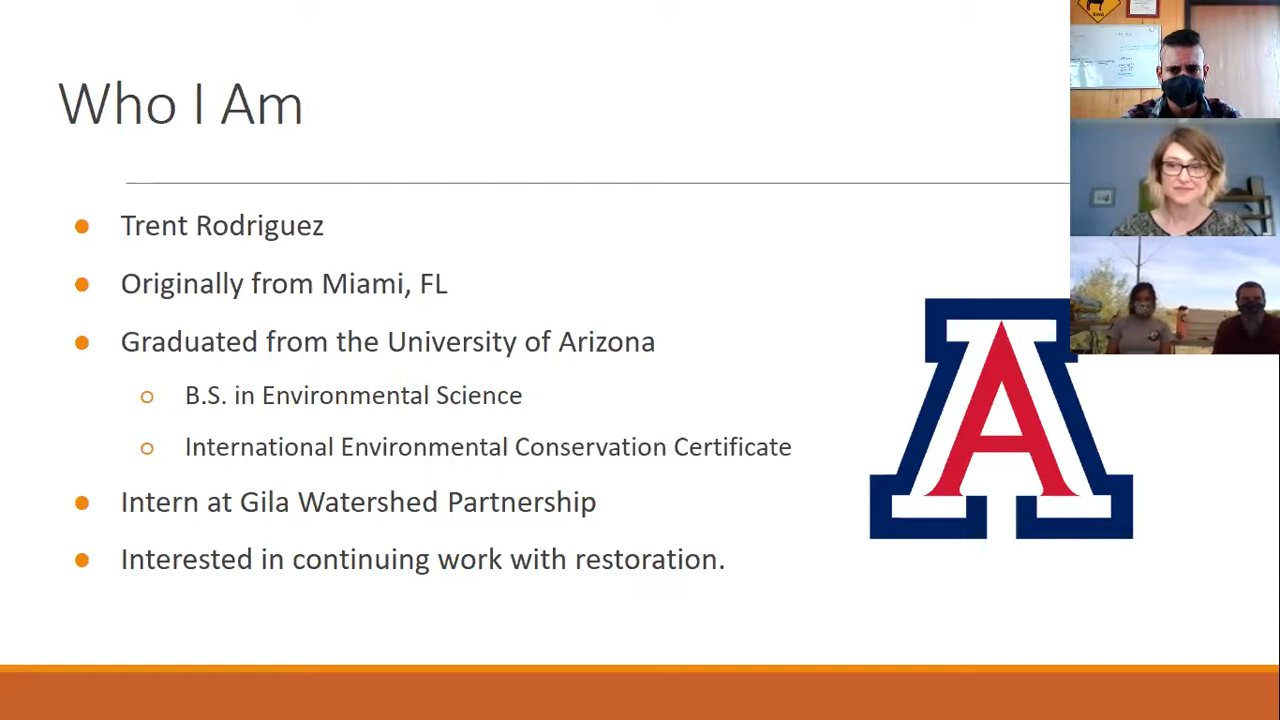 Who I Am
Trent Rodriguez
Originally from Miami, FL
Graduated from the University of Arizona
B.S. in Environmental Science
International Environmental Conservation Certificate
Intern at Gila Watershed Partnership
Interested in continuing work with restoration.
A